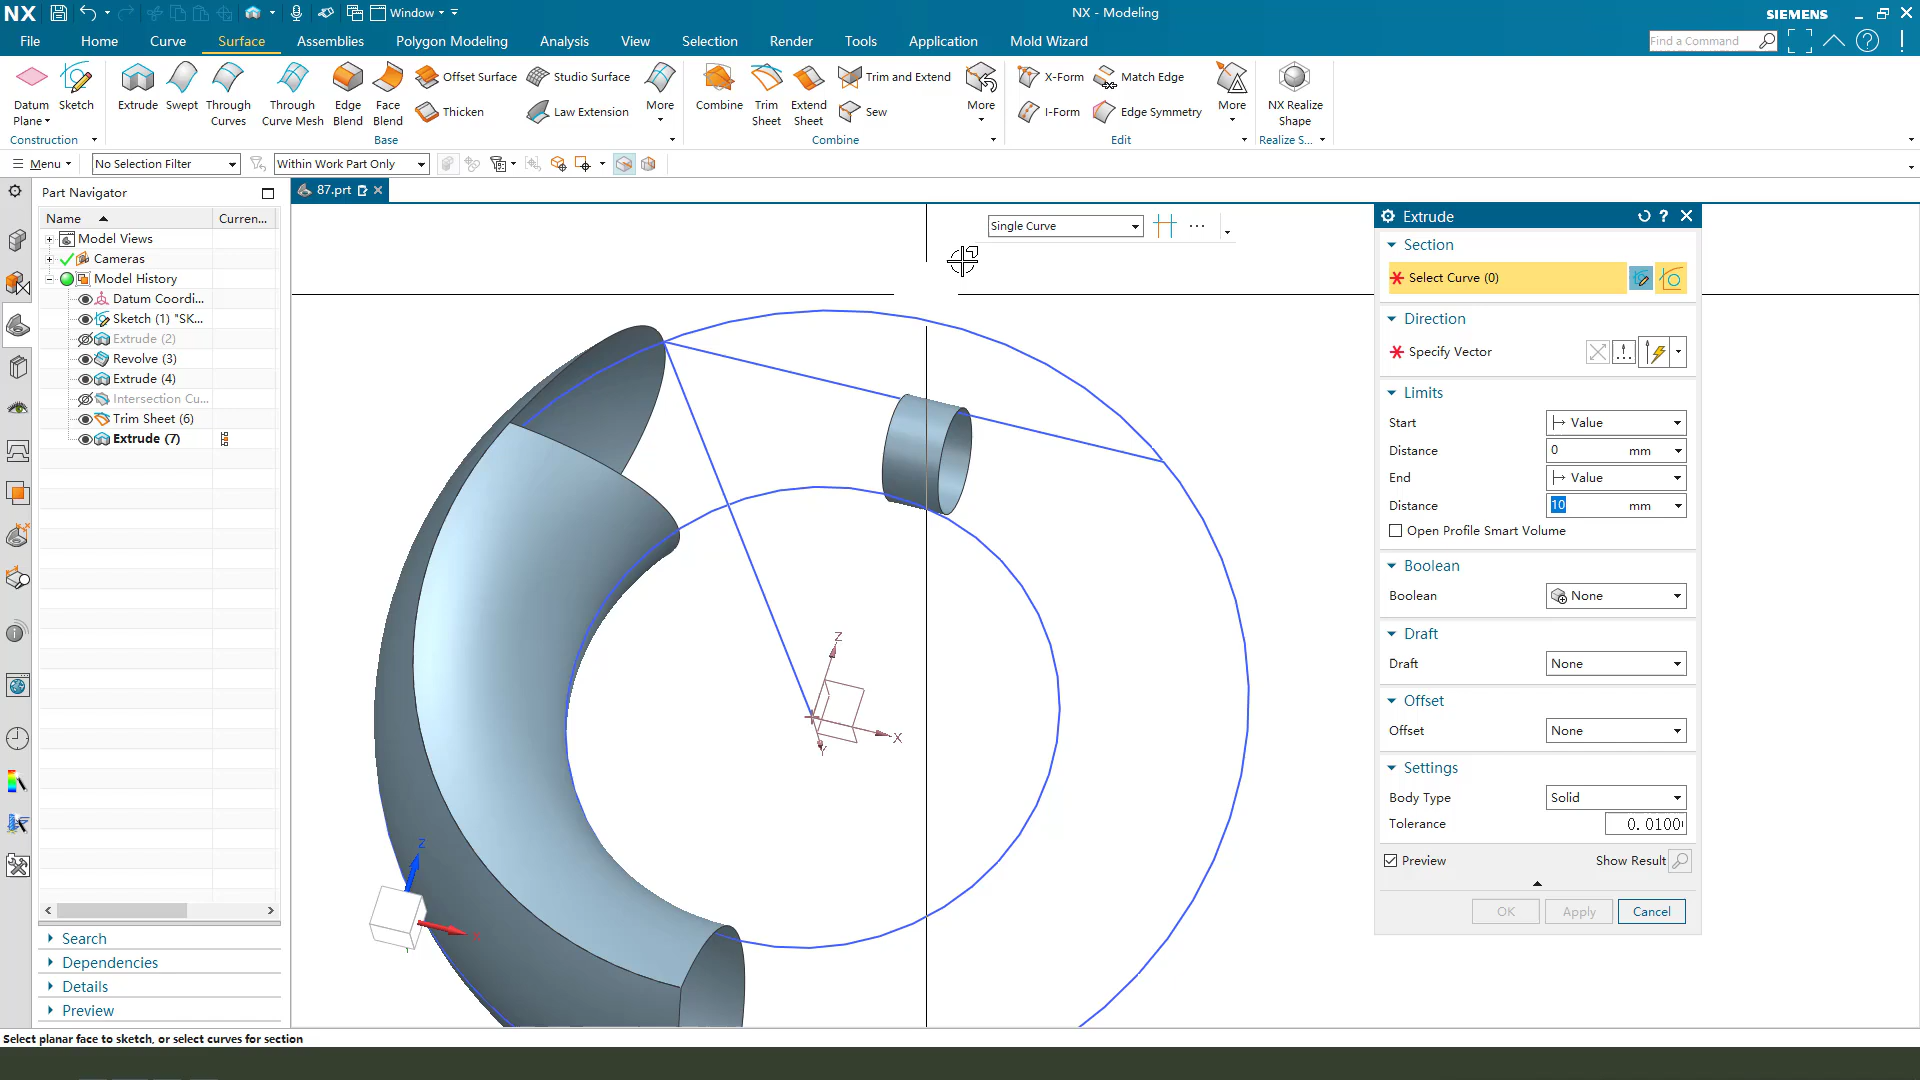 NX
Window
NX - Modeling
SIEMENS
File Home Curve Surface Assemblies Polygon Modeling Analysis View Selection Render Tools Application Mold Wizard
Find a Command
Datum Plane
Sketch
Extrude
Swept
Through Curves
Through Curve Mesh
Edge Blend
Face Blend
Offset Surface
Thicken
Studio Surface
Law Extension
More
Combine
Trim Sheet
Extend Sheet
Trim and Extend
Sew
More
X-Form
I-Form
Match Edge
Edge Symmetry
More
NX Realize Shape
Construction Base Combine Edit Realize S...
Menu No Selection Filter Within Work Part Only
Part Navigator
87.prt
Name Curren...
Model Views
Cameras
Model History
Datum Coordi...
Sketch (1) "SK...
Extrude (2)
Revolve (3)
Extrude (4)
Intersection Cu...
Trim Sheet (6)
Extrude (7)
Search
Dependencies
Details
Preview
Single Curve
Z
X
Y
Z
X
Extrude
Section
Select Curve (0)
Direction
Specify Vector
Limits
Start Value
Distance 0 mm
End Value
Distance 10 mm
Open Profile Smart Volume
Boolean
Boolean None
Draft
Draft None
Offset
Offset None
Settings
Body Type Solid
Tolerance 0.0100
Preview Show Result
OK Apply Cancel
Select planar face to sketch, or select curves for section